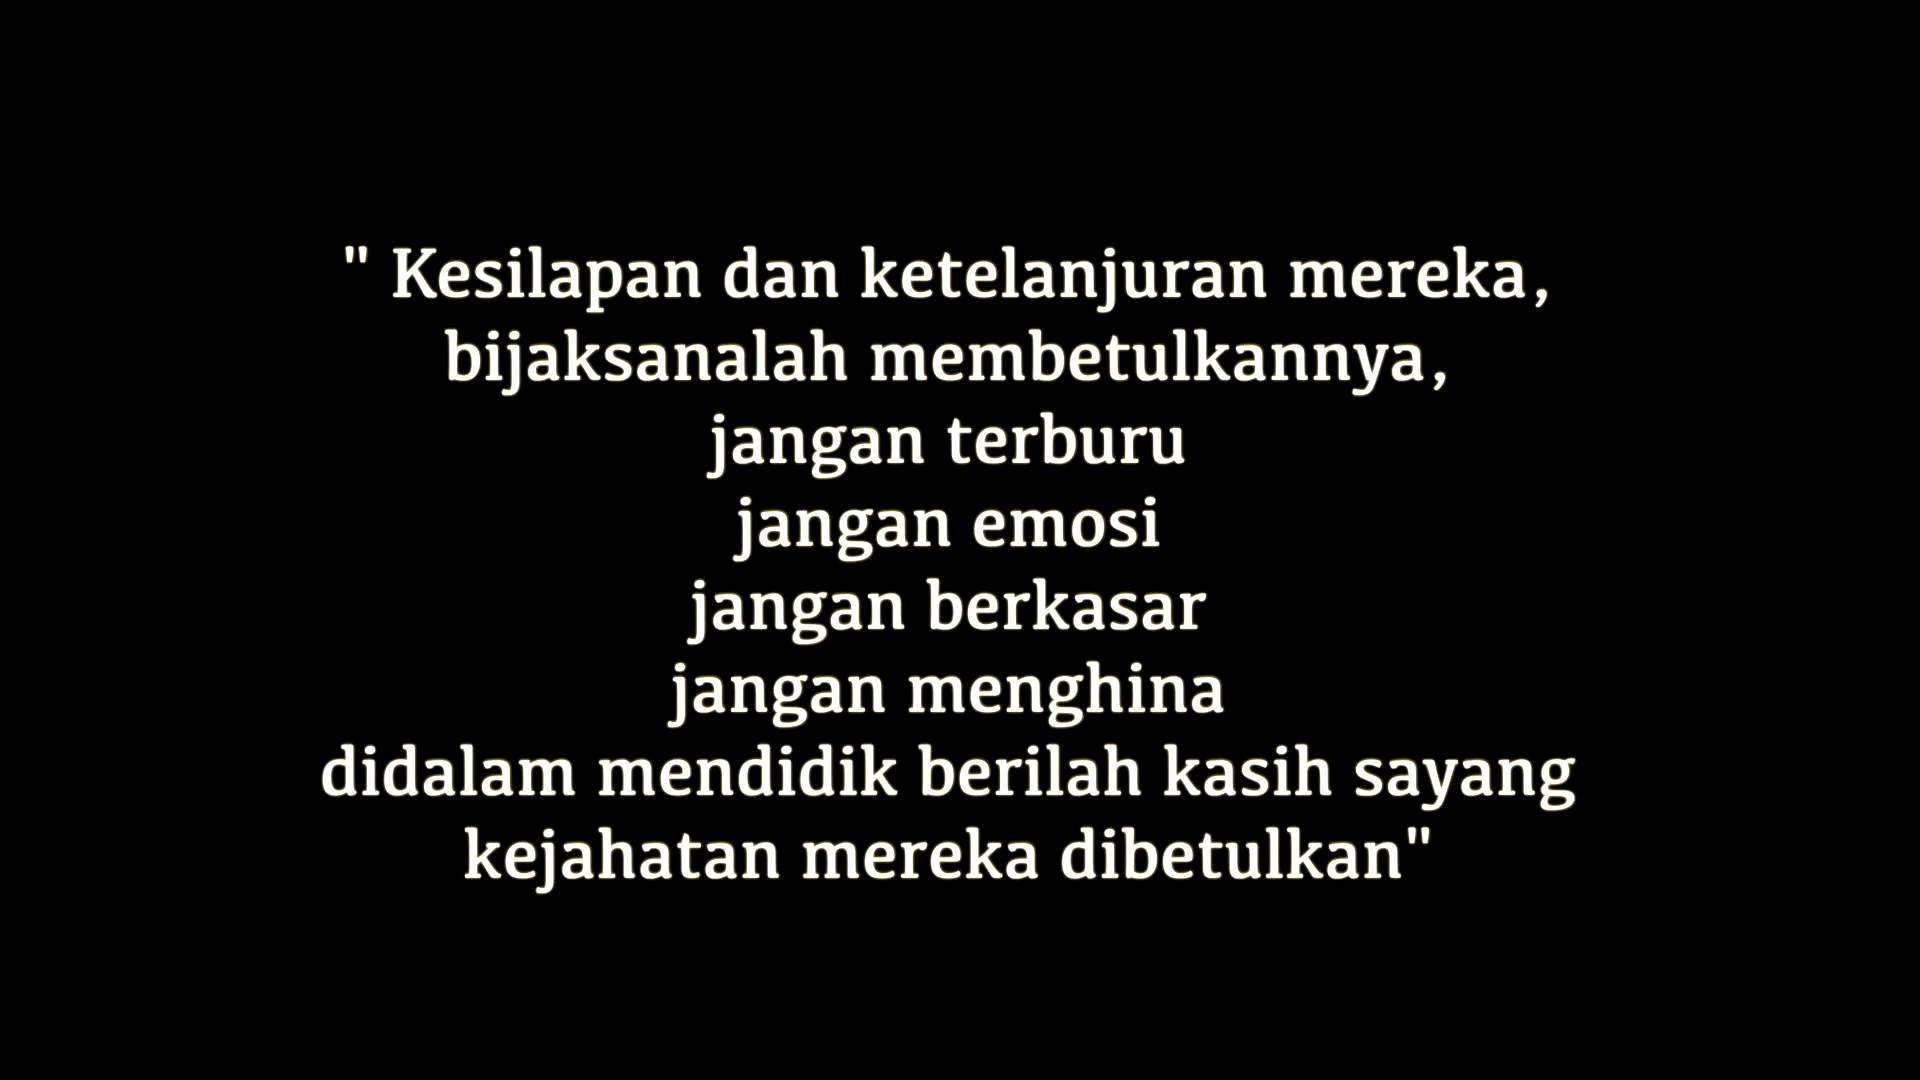 " Kesilapan dan ketelanjuran mereka,
bijaksanalah membetulkannya,
jangan terburu
jangan emosi
jangan berkasar
jangan menghina
didalam mendidik berilah kasih sayang
kejahatan mereka dibetulkan"